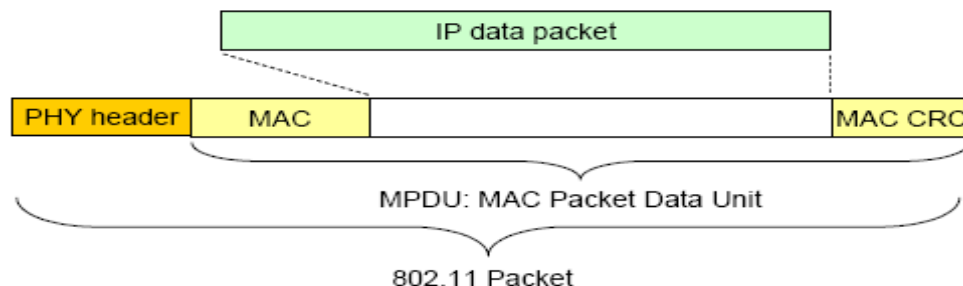 IP data packet
PHY header MAC MAC CRC
MPDU: MAC Packet Data Unit
802.11 Packet